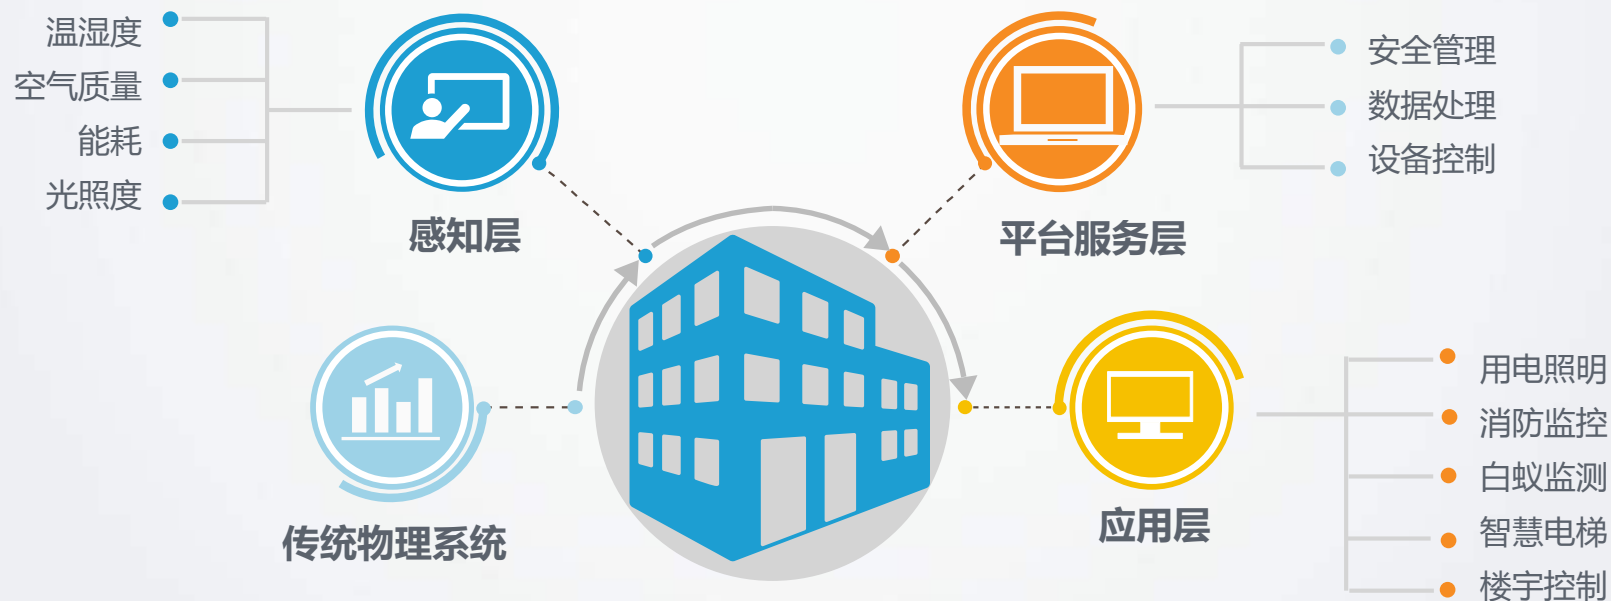 温湿度
空气质量
能耗
光照度
感知层
平台服务层
安全管理
数据处理
设备控制
传统物理系统
应用层
用电照明
消防监控
白蚁监测
智慧电梯
楼宇控制